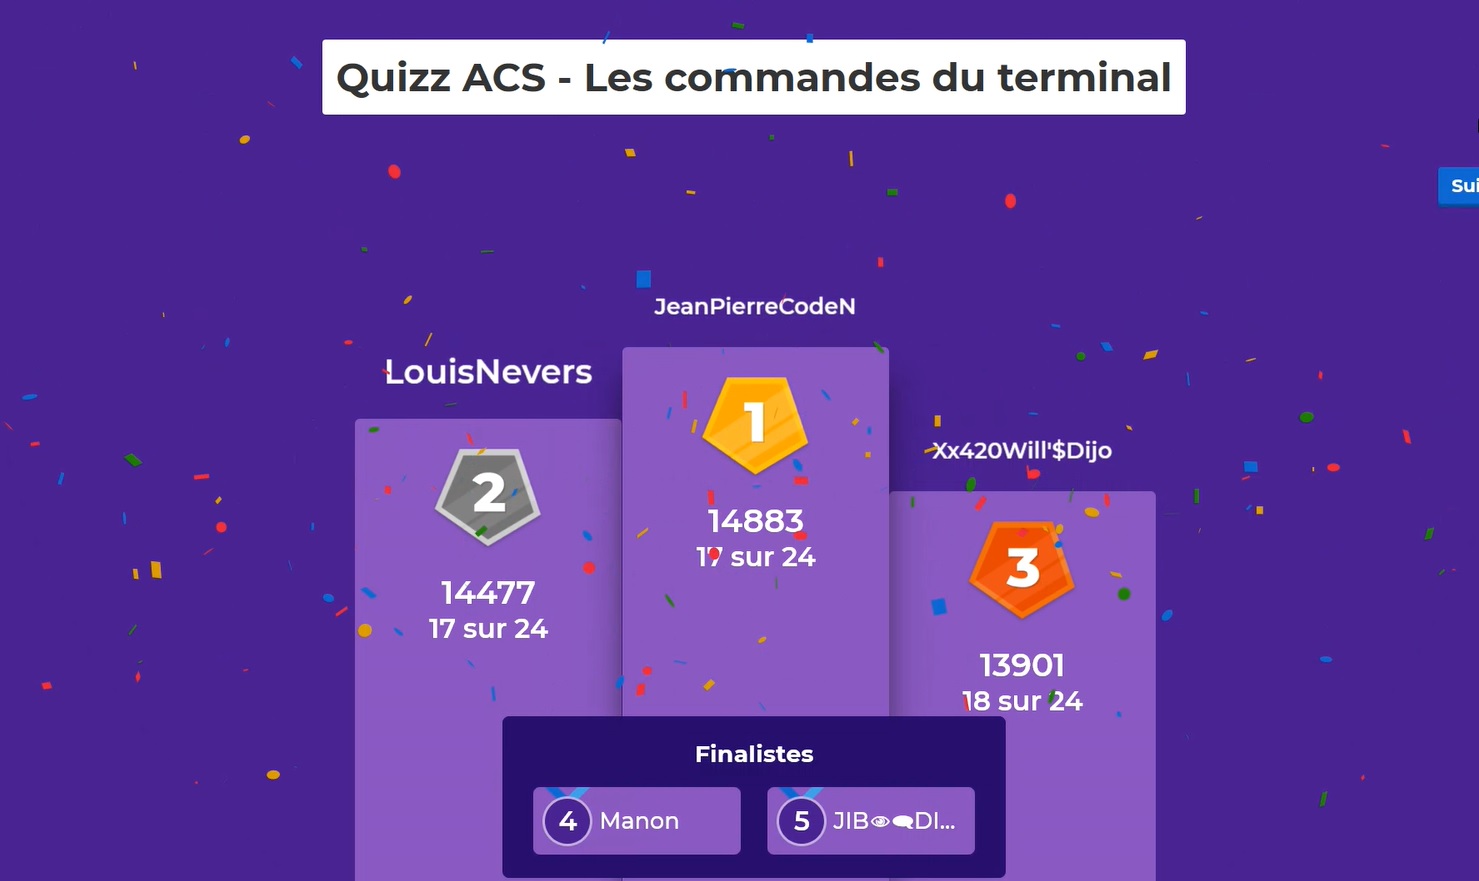 Quizz ACS - Les commandes du terminal
Sui
JeanPierreCodeN
LouisNevers
Xx420Will'$Dijo
1
14883
17 sur 24
2
14477
17 sur 24
3
13901
18 sur 24
Finalistes
4 Manon
5 JIB👁🗨DI...